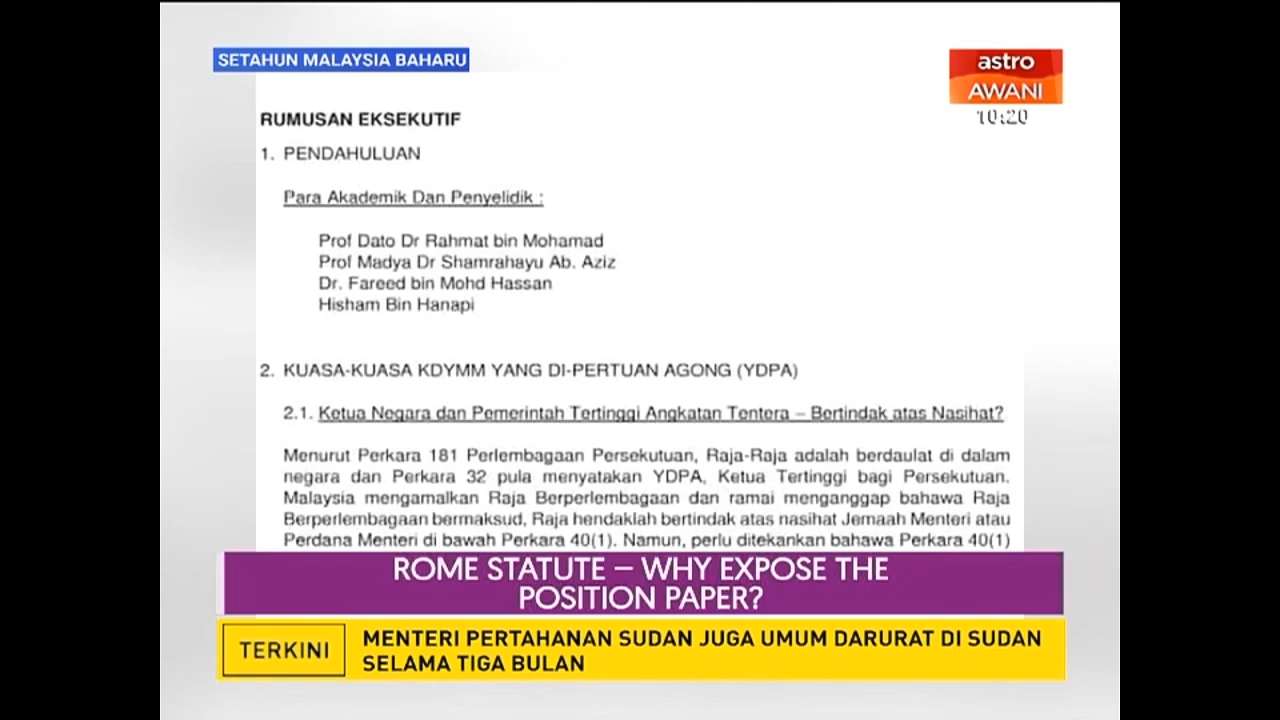 SETAHUN MALAYSIA BAHARU
astro
AWANI
10:20
RUMUSAN EKSEKUTIF
1. PENDAHULUAN
Para Akademik Dan Penyelidik :
Prof Dato Dr Rahmat bin Mohamad
Prof Madya Dr Shamrahayu Ab. Aziz
Dr. Fareed bin Mohd Hassan
Hisham Bin Hanapi
2. KUASA-KUASA KDYMM YANG DI-PERTUAN AGONG (YDPA)
2.1. Ketua Negara dan Pemerintah Tertinggi Angkatan Tentera – Bertindak atas Nasihat?
Menurut Perkara 181 Perlembagaan Persekutuan, Raja-Raja adalah berdaulat di dalam
negara dan Perkara 32 pula menyatakan YDPA, Ketua Tertinggi bagi Persekutuan.
Malaysia mengamalkan Raja Berperlembagaan dan ramai menganggap bahawa Raja
Berperlembagaan bermaksud, Raja hendaklah bertindak atas nasihat Jemaah Menteri atau
Perdana Menteri di bawah Perkara 40(1). Namun, perlu ditekankan bahawa Perkara 40(1)
ROME STATUTE – WHY EXPOSE THE
POSITION PAPER?
TERKINI
MENTERI PERTAHANAN SUDAN JUGA UMUM DARURAT DI SUDAN
SELAMA TIGA BULAN